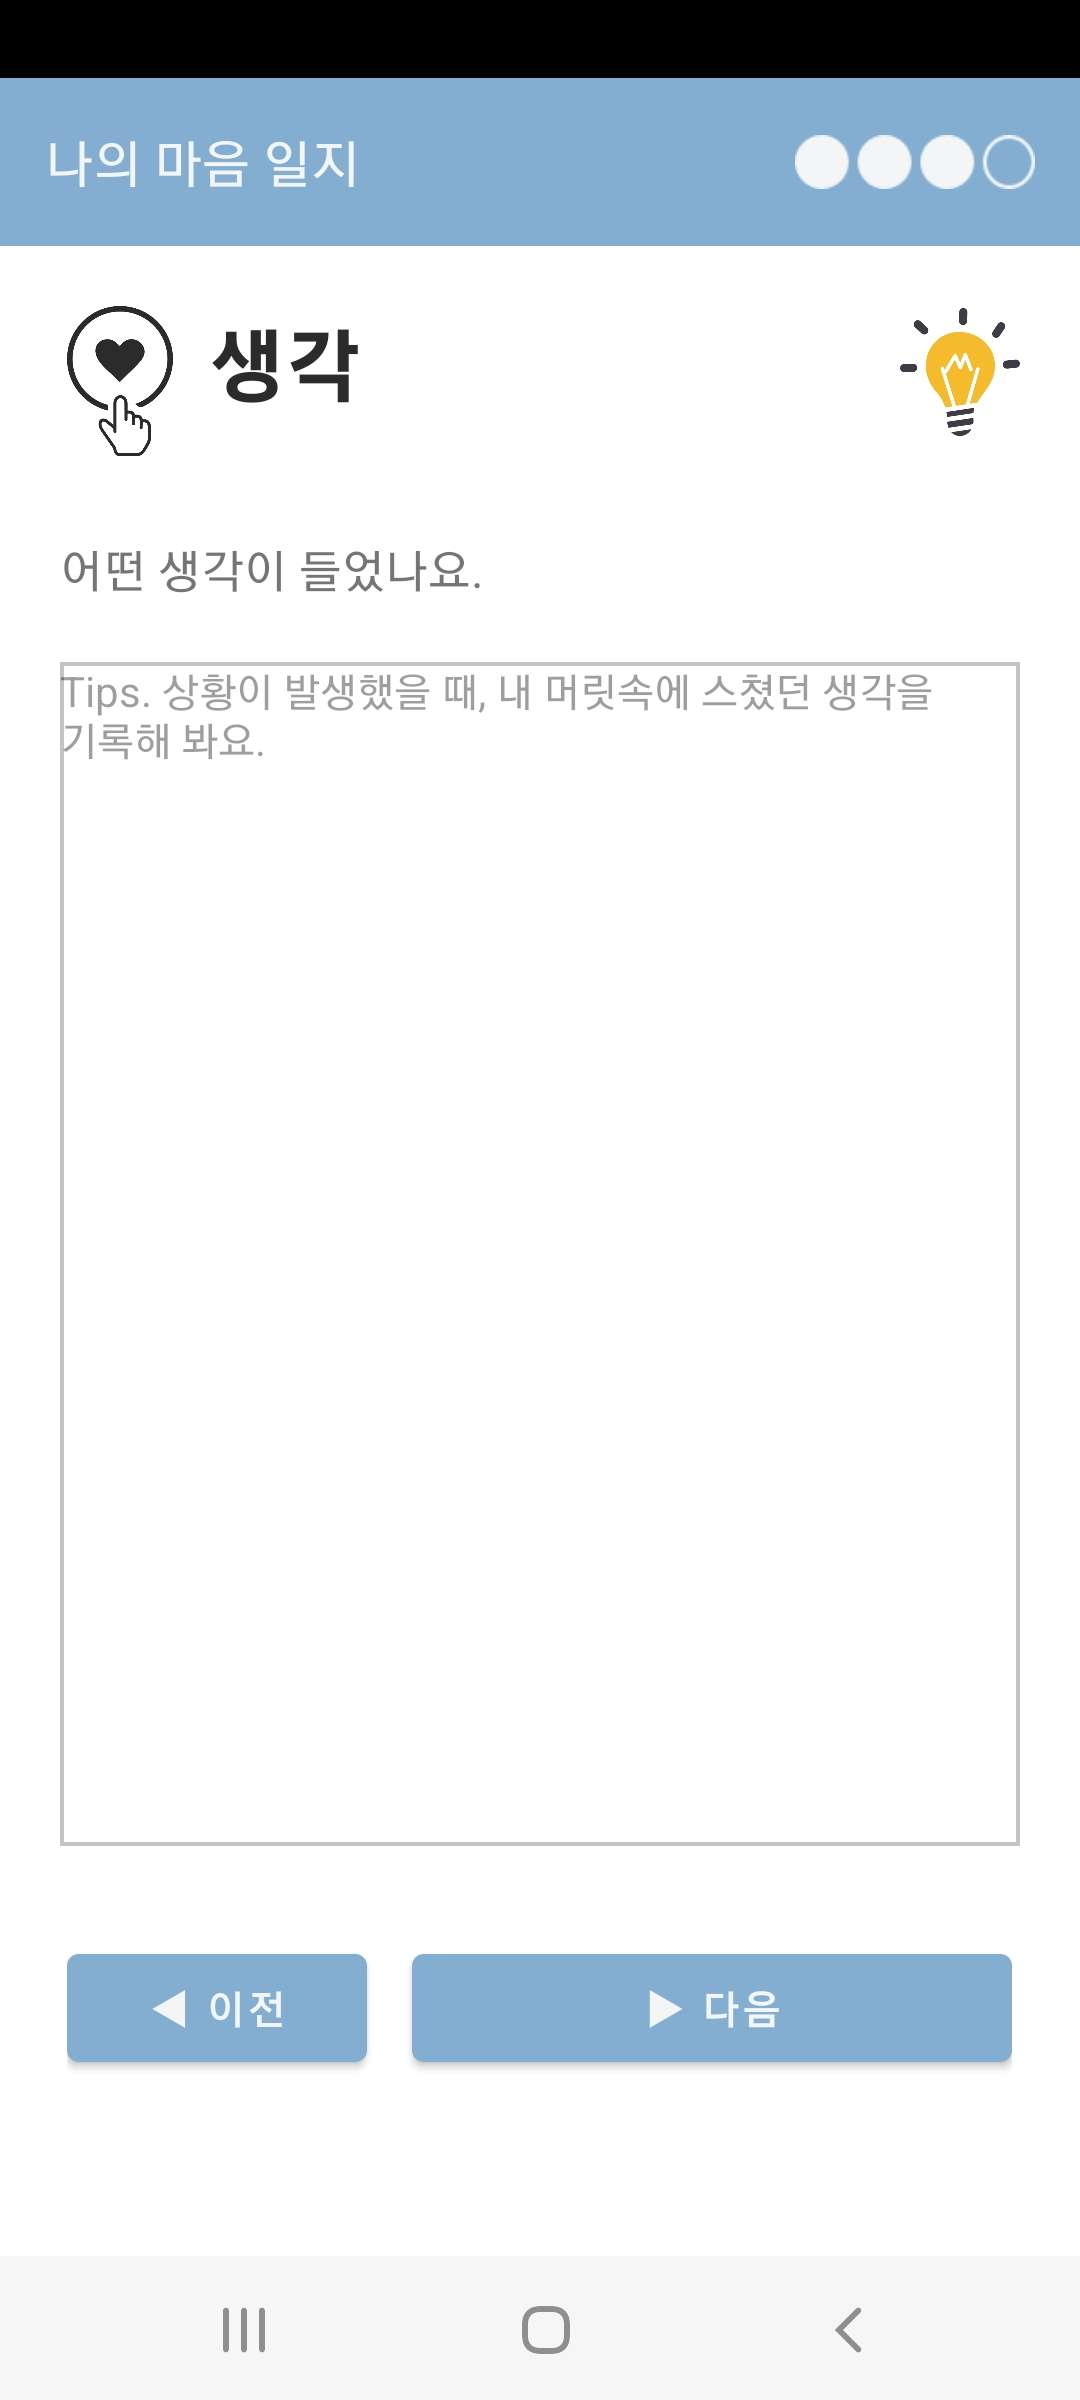 나의 마음 일지
생각
어떤 생각이 들었나요.
Tips. 상황이 발생했을 때, 내 머릿속에 스쳤던 생각을
기록해 봐요.
◀ 이전
▶ 다음